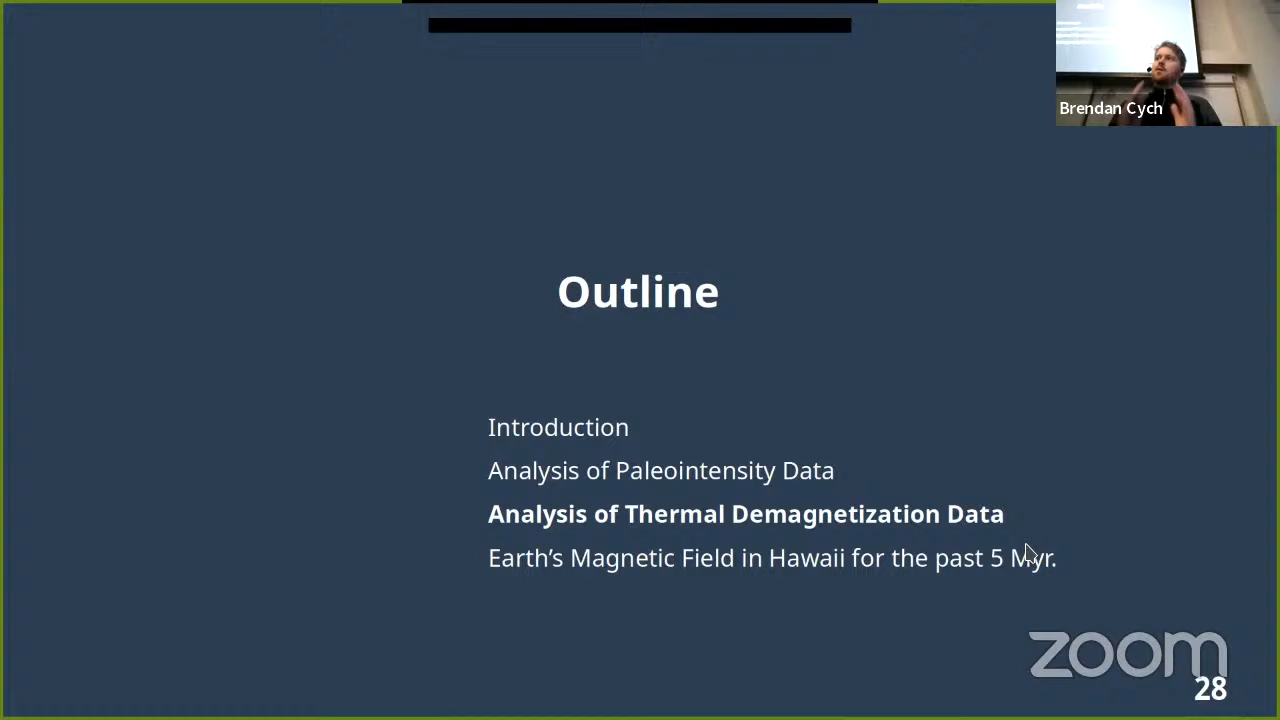 Brendan Cych
Outline
Introduction
Analysis of Paleointensity Data
Analysis of Thermal Demagnetization Data
Earth’s Magnetic Field in Hawaii for the past 5 Myr.
zoom
28